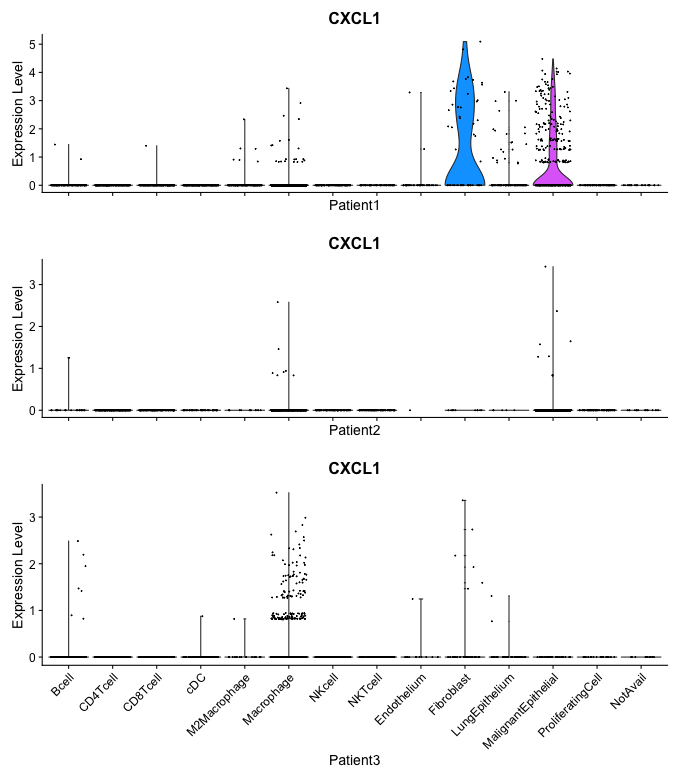 CXCL1
Expression Level
5
4
3
2
1
0
Patient1
CXCL1
Expression Level
3
2
1
0
Patient2
CXCL1
Expression Level
3
2
1
0
Bcell
CD4Tcell
CD8Tcell
cDC
M2Macrophage
Macrophage
NKcell
NKTcell
Endothelium
Fibroblast
LungEpithelium
MalignantEpithelial
ProliferatingCell
NotAvail
Patient3